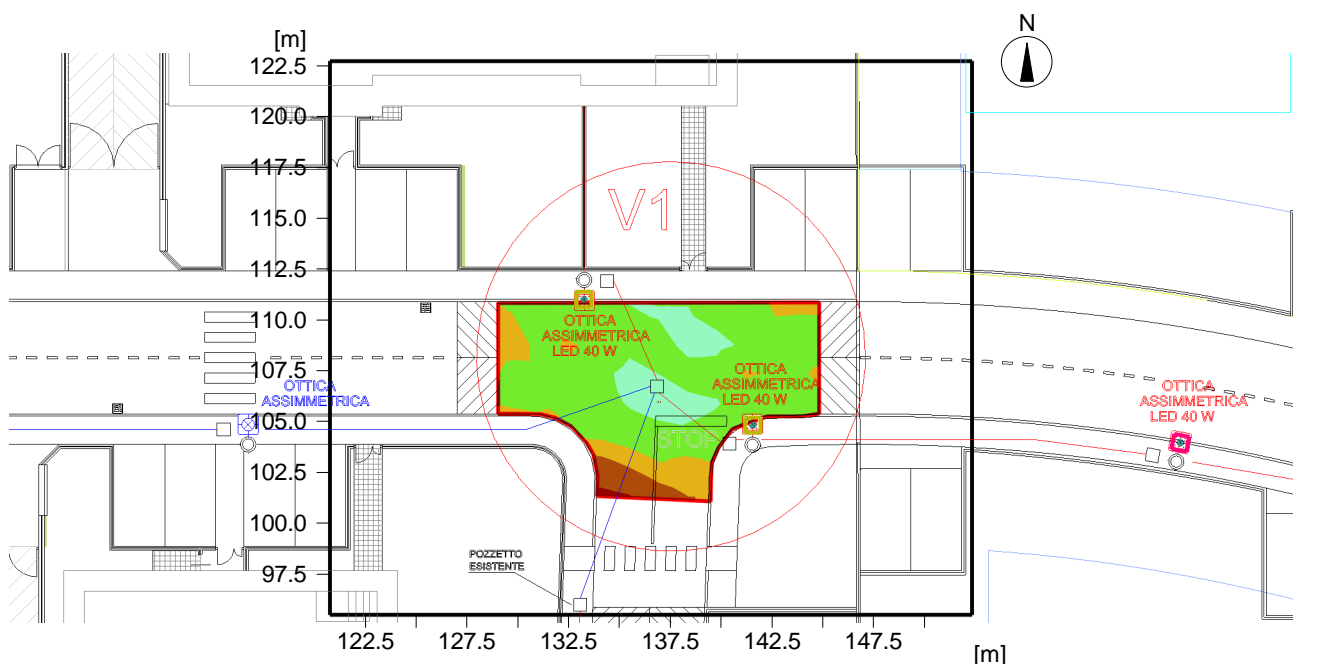 N
[m]
122.5
120.0
117.5
115.0
112.5
110.0
107.5
105.0
102.5
100.0
97.5
V1
OTTICA
ASSIMMETRICA
LED 40 W
OTTICA
ASSIMMETRICA
LED 40 W
OTTICA
ASSIMMETRICA
OTTICA
ASSIMMETRICA
LED 40 W
STOP
POZZETTO
ESISTENTE
122.5 127.5 132.5 137.5 142.5 147.5
[m]